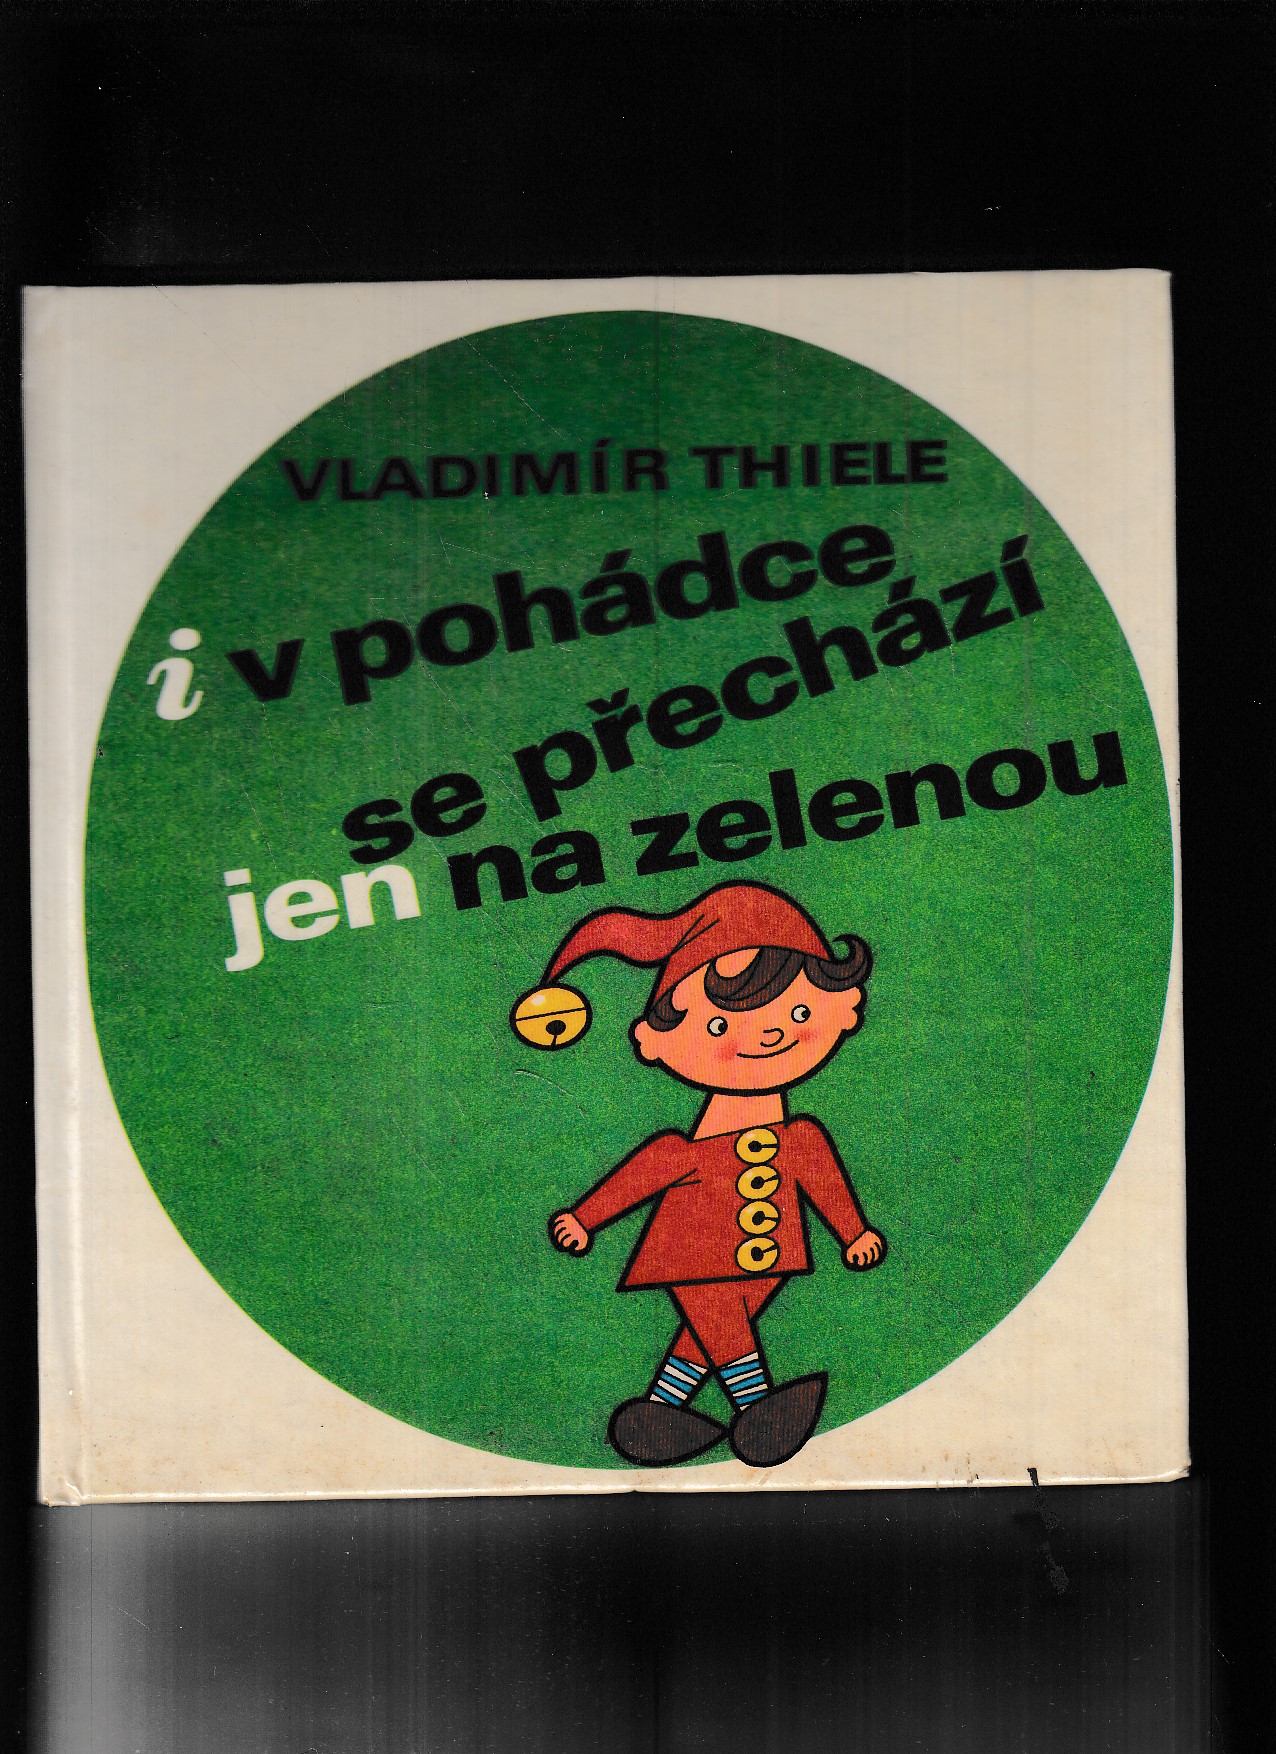 VLADIMÍR THIELE
i v pohádce
se přechází
jen na zelenou